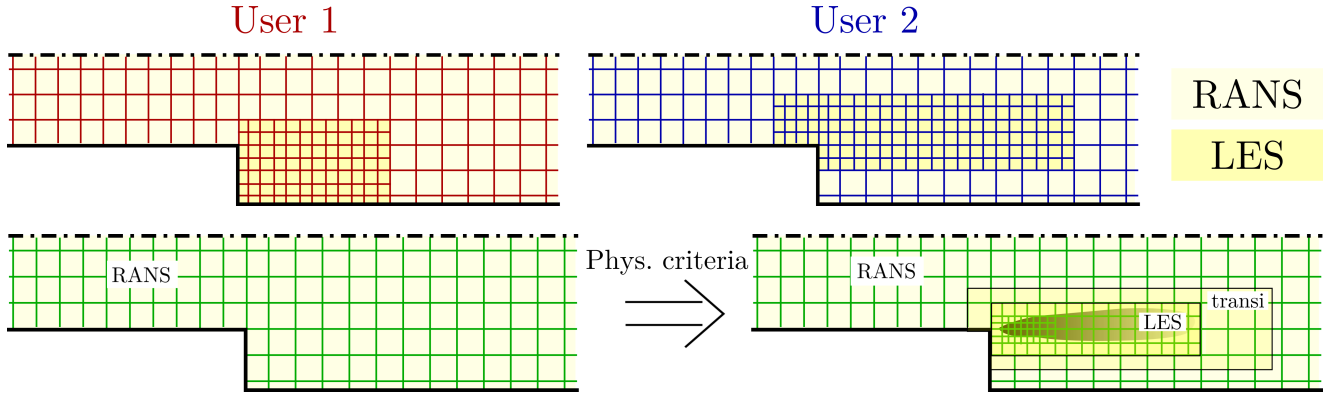 User 1
User 2
RANS
LES
RANS
Phys. criteria
RANS
transi
LES